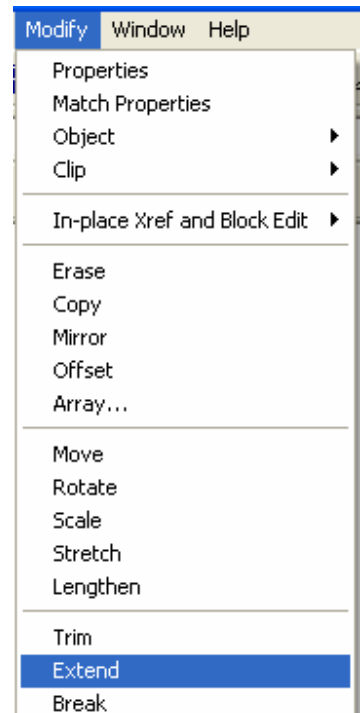 Modify Window Help
Properties
Match Properties
Object
Clip
In-place Xref and Block Edit
Erase
Copy
Mirror
Offset
Array...
Move
Rotate
Scale
Stretch
Lengthen
Trim
Extend
Break